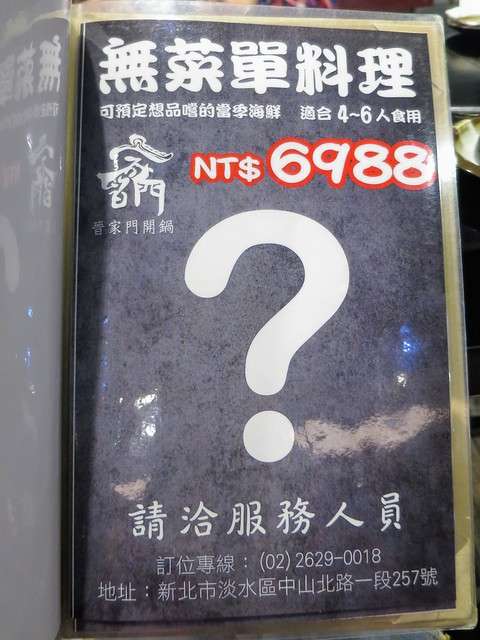 無菜單料理
可預定想品嚐的當季海鮮 適合 4~6 人食用
NT$ 6988
晉家門開鍋
?
請洽服務人員
訂位專線：(02) 2629-0018
地址：新北市淡水區中山北路一段257號